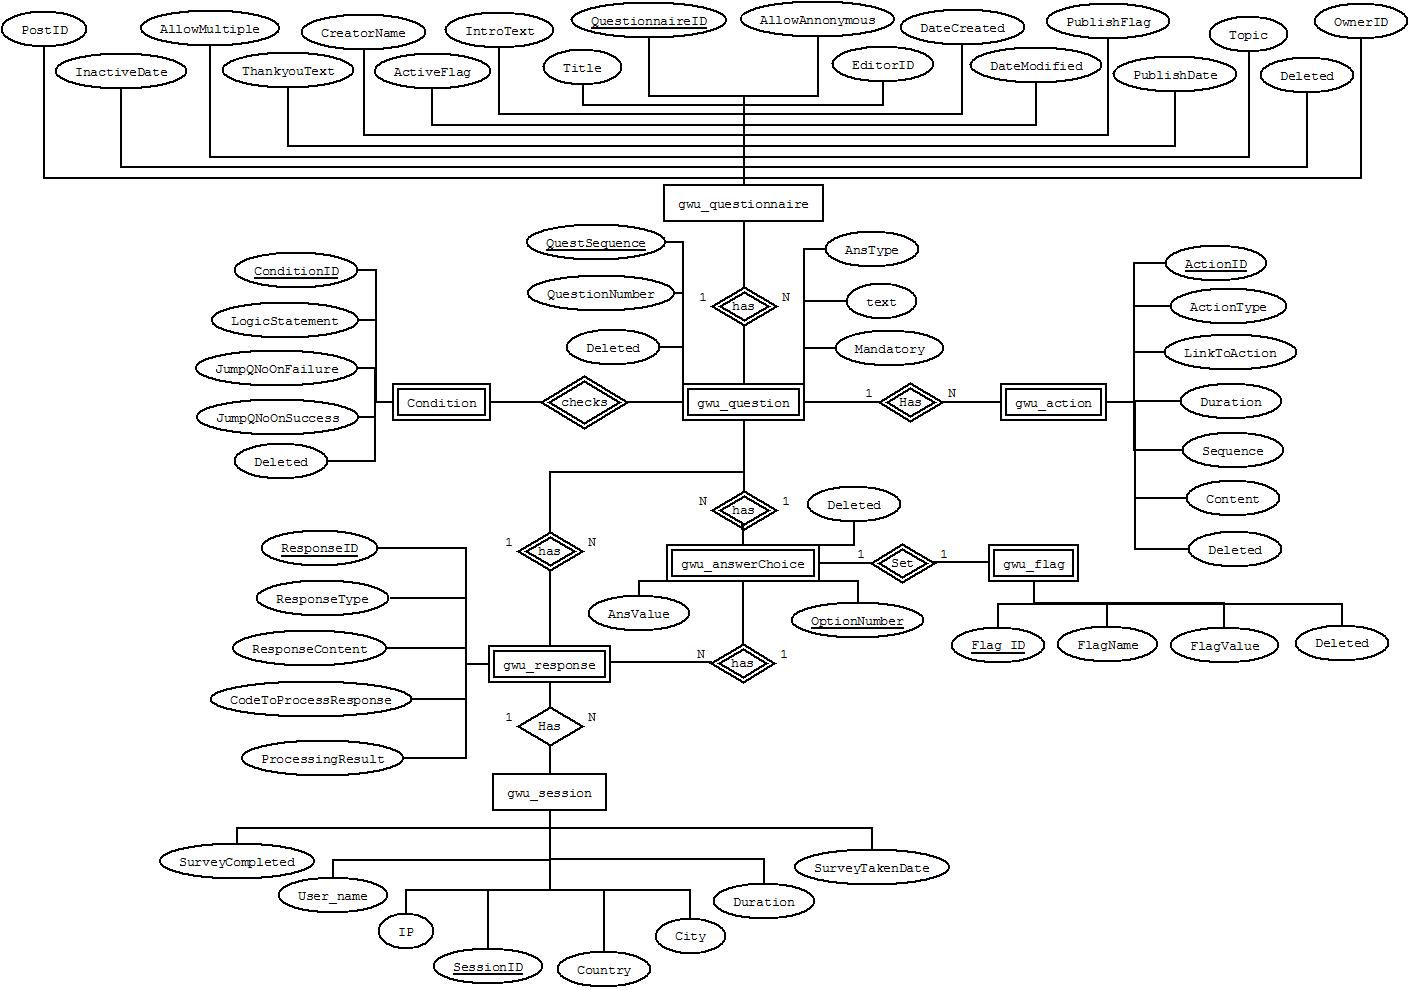 PostID
AllowMultiple
CreatorName
IntroText
QuestionnaireID
AllowAnnonymous
DateCreated
PublishFlag
Topic
OwnerID
InactiveDate
ThankyouText
ActiveFlag
Title
EditorID
DateModified
PublishDate
Deleted
gwu_questionnaire
QuestSequence
QuestionNumber
Deleted
1
has
N
AnsType
text
Mandatory
ConditionID
LogicStatement
JumpQNoOnFailure
JumpQNoOnSuccess
Deleted
Condition
checks
gwu_question
1
Has
N
gwu_action
ActionID
ActionType
LinkToAction
Duration
Sequence
Content
Deleted
N
has
1
Deleted
1
has
N
gwu_answerChoice
1
Set
1
gwu_flag
AnsValue
OptionNumber
Flag_ID
FlagName
FlagValue
Deleted
ResponseID
ResponseType
ResponseContent
CodeToProcessResponse
ProcessingResult
gwu_response
N
has
1
1
Has
N
gwu_session
SurveyCompleted
User_name
IP
SessionID
Country
City
Duration
SurveyTakenDate